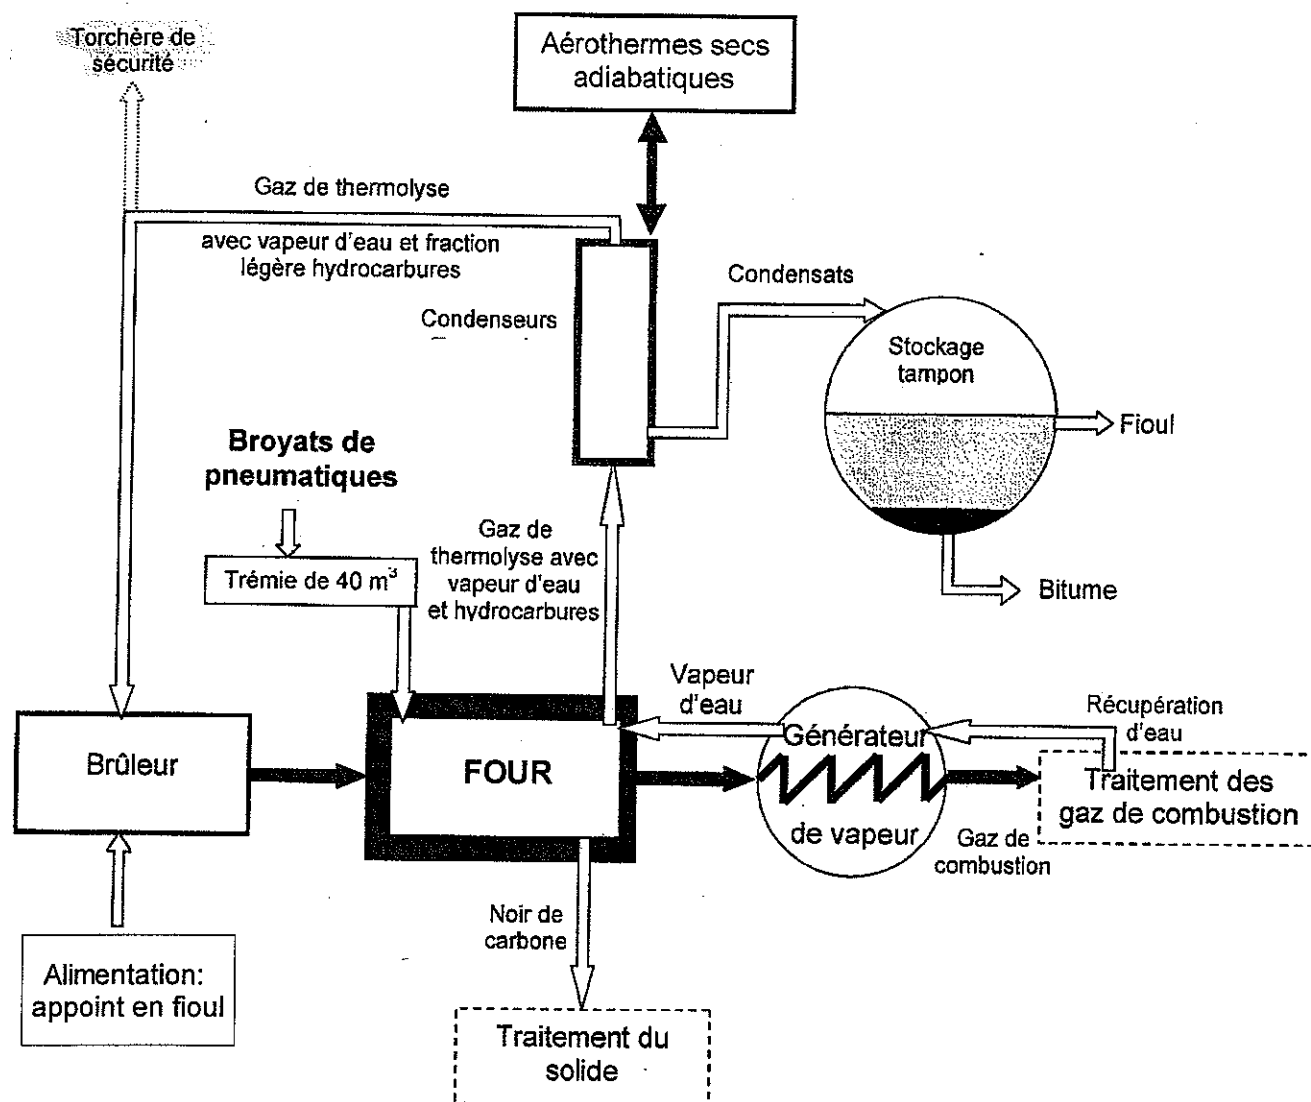 Torchère de
sécurité
Aérothermes secs
adiabatiques
Gaz de thermolyse
avec vapeur d'eau et fraction
légère hydrocarbures
Condenseurs
Condensats
Stockage
tampon
Fioul
Bitume
Broyats de
pneumatiques
Trémie de 40 m³
Gaz de
thermolyse avec
vapeur d'eau
et hydrocarbures
Vapeur
d'eau
Récupération
d'eau
Brûleur
FOUR
Générateur
de vapeur
Traitement des
gaz de combustion
Gaz de
combustion
Noir de
carbone
Alimentation:
appoint en fioul
Traitement du
solide